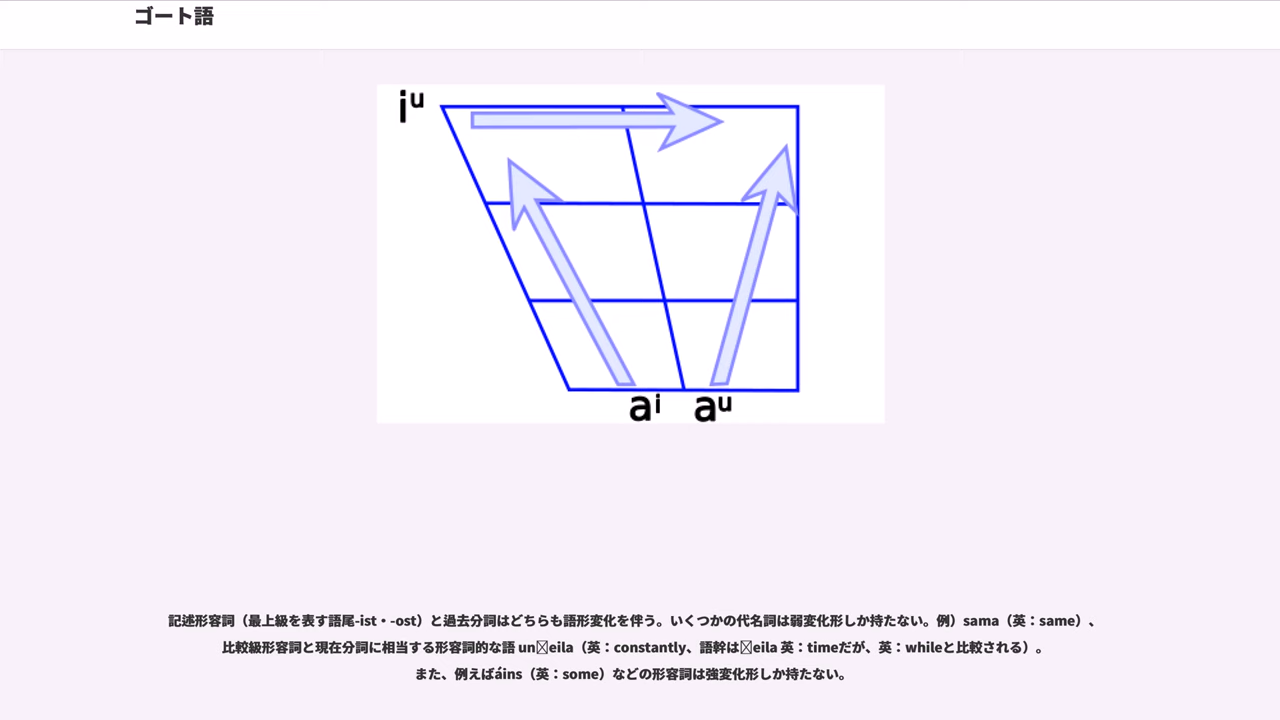 ゴート語
iu
ai au
記述形容詞（最上級を表す語尾-ist・-ost）と過去分詞はどちらも語形変化を伴う。いくつかの代名詞は弱変化形しか持たない。例）sama（英：same）、
比較級形容詞と現在分詞に相当する形容詞的な語 un􏿿eila（英：constantly、語幹は􏿿eila 英：timeだが、英：whileと比較される）。
また、例えばáins（英：some）などの形容詞は強変化形しか持たない。